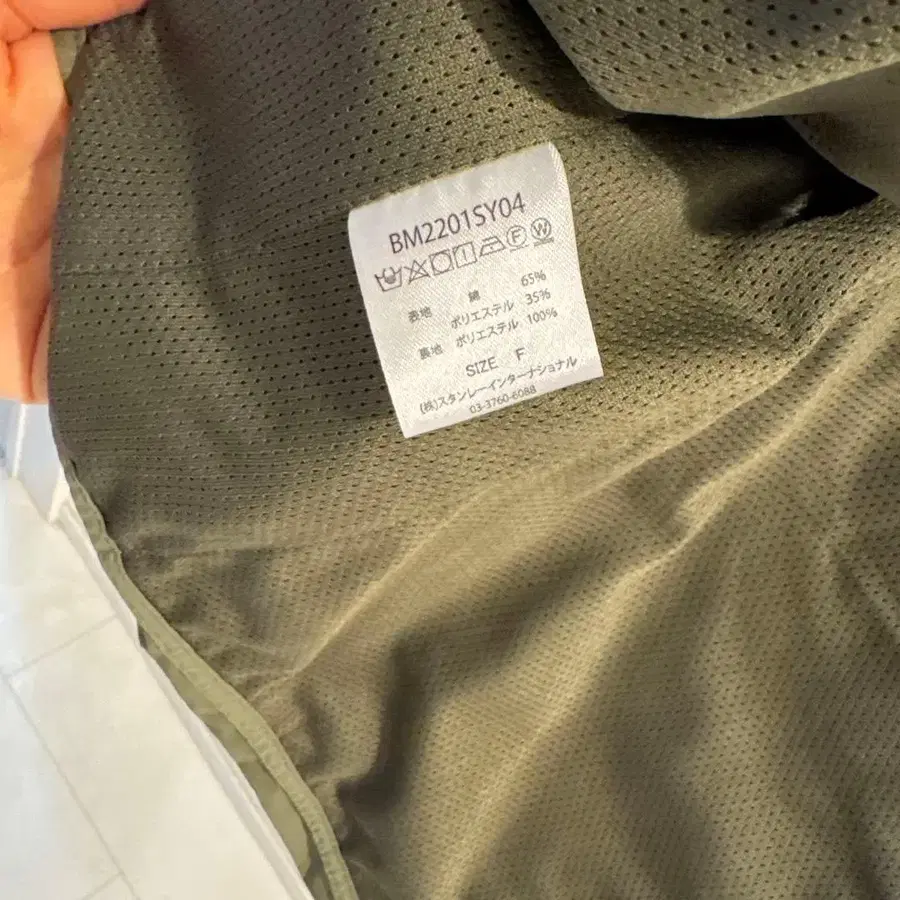 BM2201SY04
表地 綿 65%
ポリエステル 35%
裏地 ポリエステル 100%
SIZE F
(株)スタンレーインターナショナル
03-3760-6088